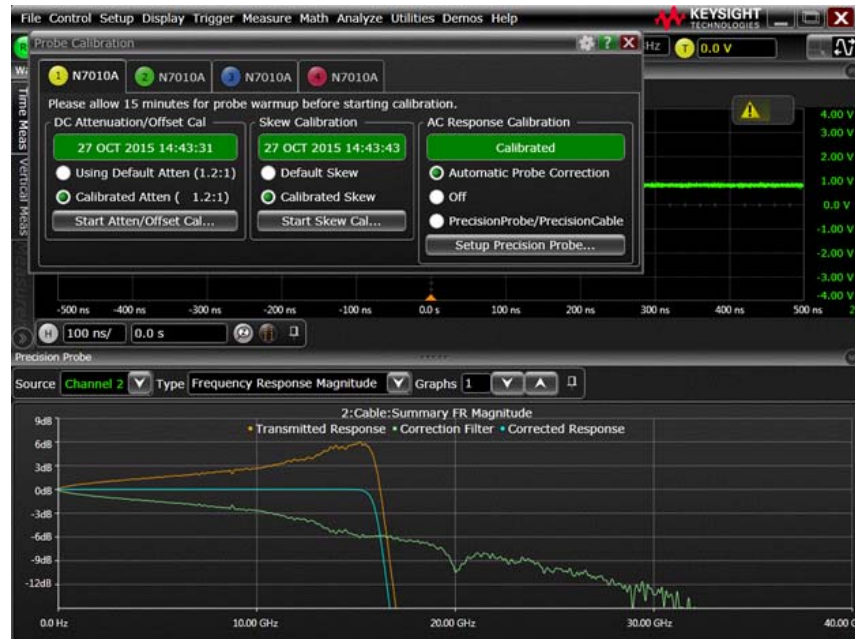 File Control Setup Display Trigger Measure Math Analyze Utilities Demos Help
KEYSIGHT
TECHNOLOGIES
Probe Calibration
Hz T 0.0 V
1 N7010A 2 N7010A 3 N7010A 4 N7010A
Please allow 15 minutes for probe warmup before starting calibration.
DC Attenuation/Offset Cal Skew Calibration AC Response Calibration
27 OCT 2015 14:43:31 27 OCT 2015 14:43:43 Calibrated
Using Default Atten (1.2:1) Default Skew Automatic Probe Correction
Calibrated Atten ( 1.2:1) Calibrated Skew Off
Start Atten/Offset Cal... Start Skew Cal... PrecisionProbe/PrecisionCable
Setup Precision Probe...
Time Meas
Vertical Meas
4.00 V
3.00 V
2.00 V
1.00 V
0.0 V
-1.00 V
-2.00 V
-3.00 V
-4.00 V
-500 ns -400 ns -300 ns -200 ns -100 ns 0.0 s 100 ns 200 ns 300 ns 400 ns 500 ns
H 100 ns/ 0.0 s
Precision Probe
Source Channel 2 Type Frequency Response Magnitude Graphs 1
2:Cable:Summary FR Magnitude
Transmitted Response Correction Filter Corrected Response
9dB
6dB
3dB
0dB
-3dB
-6dB
-9dB
-12dB
0.0 Hz 10.00 GHz 20.00 GHz 30.00 GHz 40.00